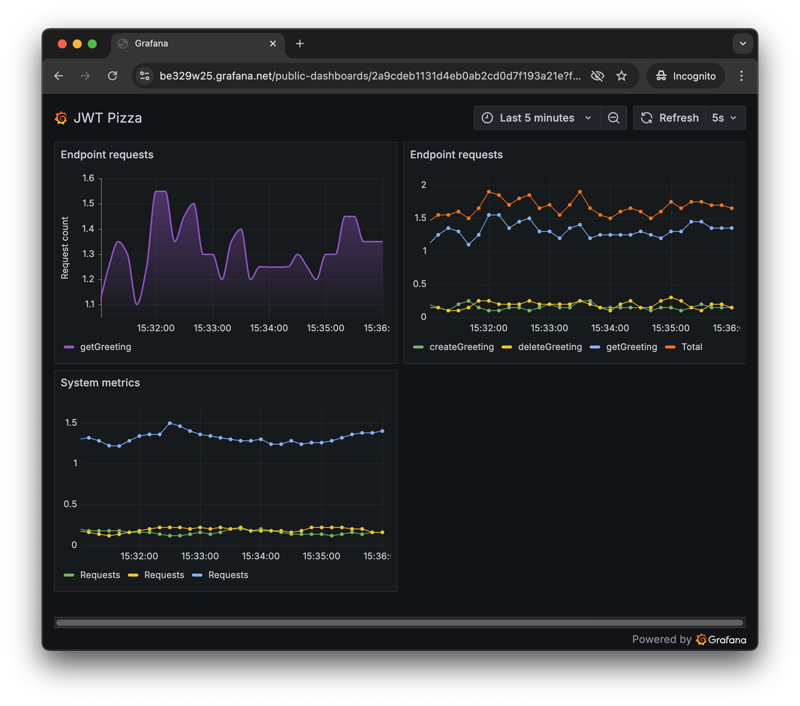 Grafana
be329w25.grafana.net/public-dashboards/2a9cdeb1131d4eb0ab2cd0d7f193a21e?f...
Incognito
JWT Pizza
Last 5 minutes
Refresh
5s
Endpoint requests
1.6
1.5
1.4
1.3
1.2
1.1
Request count
15:32:00
15:33:00
15:34:00
15:35:00
15:36:
getGreeting
Endpoint requests
2
1.5
1
0.5
0
15:32:00
15:33:00
15:34:00
15:35:00
15:36:
createGreeting
deleteGreeting
getGreeting
Total
System metrics
1.5
1
0.5
0
15:32:00
15:33:00
15:34:00
15:35:00
15:36:
Requests
Requests
Requests
Powered by Grafana